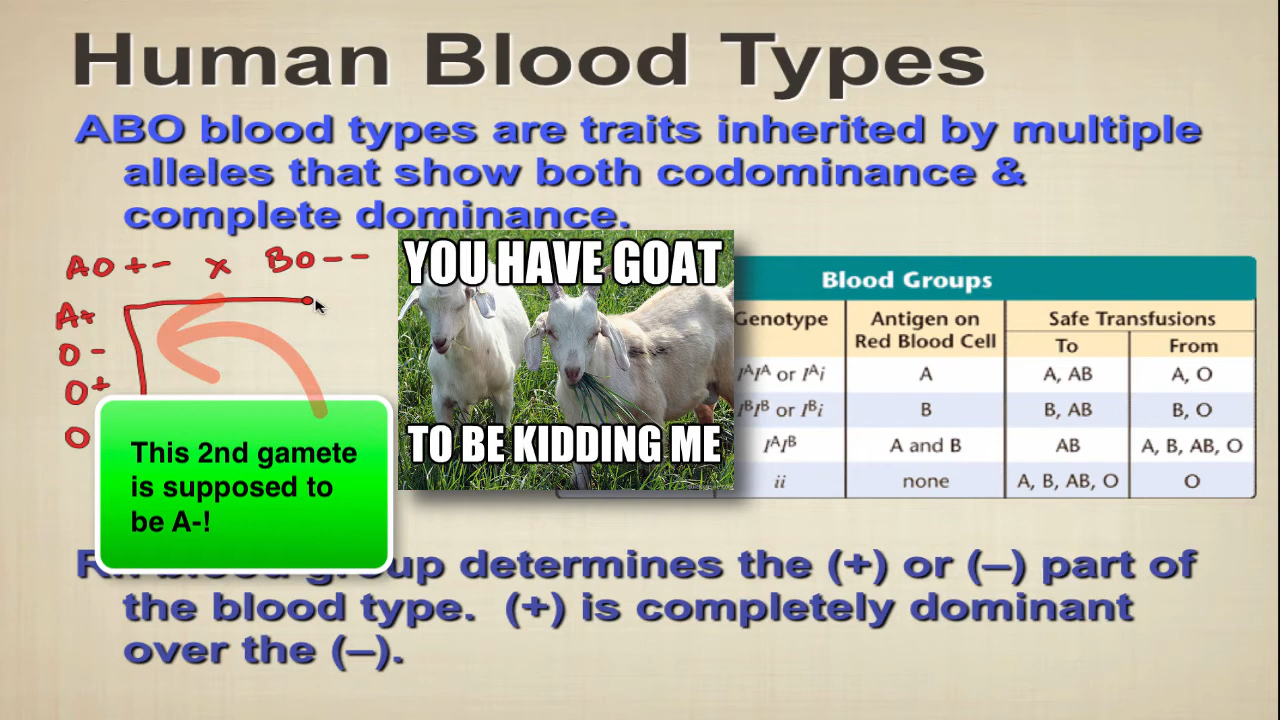 Human Blood Types
ABO blood types are traits inherited by multiple
alleles that show both codominance &
complete dominance.
AO + - x BO - -
A+
O -
O+
O
This 2nd gamete
is supposed to
be A-!
YOU HAVE GOAT
TO BE KIDDING ME
Blood Groups
Genotype Antigen on Red Blood Cell Safe Transfusions
To From
IᴬIᴬ or Iᴬi A A, AB A, O
IᴮIᴮ or Iᴮi B B, AB B, O
IᴬIᴮ A and B AB A, B, AB, O
ii none A, B, AB, O O
group determines the (+) or (–) part of
the blood type. (+) is completely dominant
over the (–).